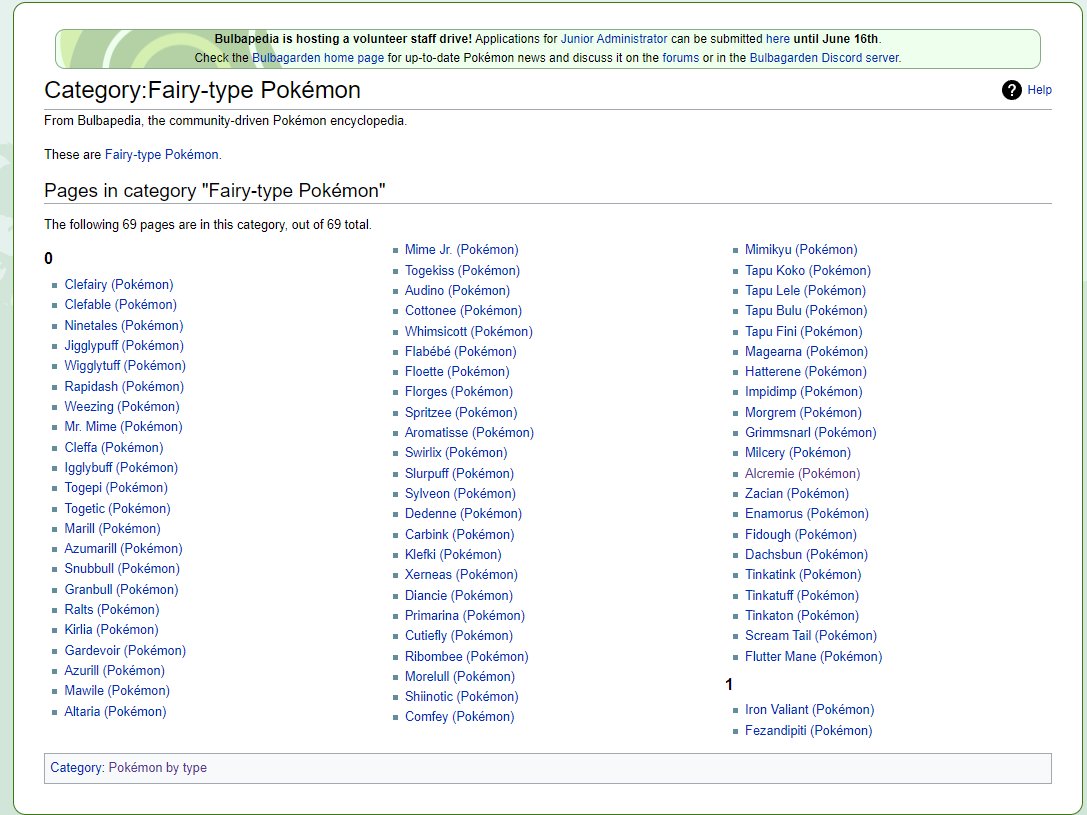 Bulbapedia is hosting a volunteer staff drive! Applications for Junior Administrator can be submitted here until June 16th.
Check the Bulbagarden home page for up-to-date Pokémon news and discuss it on the forums or in the Bulbagarden Discord server.
Category:Fairy-type Pokémon
? Help
From Bulbapedia, the community-driven Pokémon encyclopedia.
These are Fairy-type Pokémon.
Pages in category "Fairy-type Pokémon"
The following 69 pages are in this category, out of 69 total.
0
Clefairy (Pokémon)
Clefable (Pokémon)
Ninetales (Pokémon)
Jigglypuff (Pokémon)
Wigglytuff (Pokémon)
Rapidash (Pokémon)
Weezing (Pokémon)
Mr. Mime (Pokémon)
Cleffa (Pokémon)
Igglybuff (Pokémon)
Togepi (Pokémon)
Togetic (Pokémon)
Marill (Pokémon)
Azumarill (Pokémon)
Snubbull (Pokémon)
Granbull (Pokémon)
Ralts (Pokémon)
Kirlia (Pokémon)
Gardevoir (Pokémon)
Azurill (Pokémon)
Mawile (Pokémon)
Altaria (Pokémon)
Mime Jr. (Pokémon)
Togekiss (Pokémon)
Audino (Pokémon)
Cottonee (Pokémon)
Whimsicott (Pokémon)
Flabébé (Pokémon)
Floette (Pokémon)
Florges (Pokémon)
Spritzee (Pokémon)
Aromatisse (Pokémon)
Swirlix (Pokémon)
Slurpuff (Pokémon)
Sylveon (Pokémon)
Dedenne (Pokémon)
Carbink (Pokémon)
Klefki (Pokémon)
Xerneas (Pokémon)
Diancie (Pokémon)
Primarina (Pokémon)
Cutiefly (Pokémon)
Ribombee (Pokémon)
Morelull (Pokémon)
Shiinotic (Pokémon)
Comfey (Pokémon)
Mimikyu (Pokémon)
Tapu Koko (Pokémon)
Tapu Lele (Pokémon)
Tapu Bulu (Pokémon)
Tapu Fini (Pokémon)
Magearna (Pokémon)
Hatterene (Pokémon)
Impidimp (Pokémon)
Morgrem (Pokémon)
Grimmsnarl (Pokémon)
Milcery (Pokémon)
Alcremie (Pokémon)
Zacian (Pokémon)
Enamorus (Pokémon)
Fidough (Pokémon)
Dachsbun (Pokémon)
Tinkatink (Pokémon)
Tinkatuff (Pokémon)
Tinkaton (Pokémon)
Scream Tail (Pokémon)
Flutter Mane (Pokémon)
1
Iron Valiant (Pokémon)
Fezandipiti (Pokémon)
Category: Pokémon by type